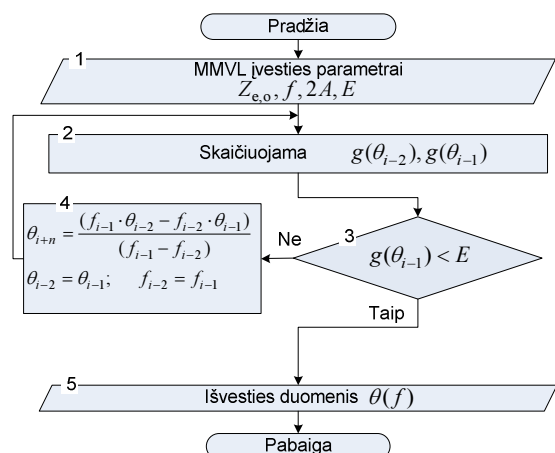 Pradžia
1
MMVL įvesties parametrai
Z_{e,o}, f, 2A, E
2
Skaičiuojama g(θ_{i−2}), g(θ_{i−1})
4
θ_{i+n} = (f_{i−1} · θ_{i−2} − f_{i−2} · θ_{i−1}) / (f_{i−1} − f_{i−2})
θ_{i−2} = θ_{i−1}; f_{i−2} = f_{i−1}
Ne
3
g(θ_{i−1}) < E
Taip
5
Išvesties duomenis θ(f)
Pabaiga